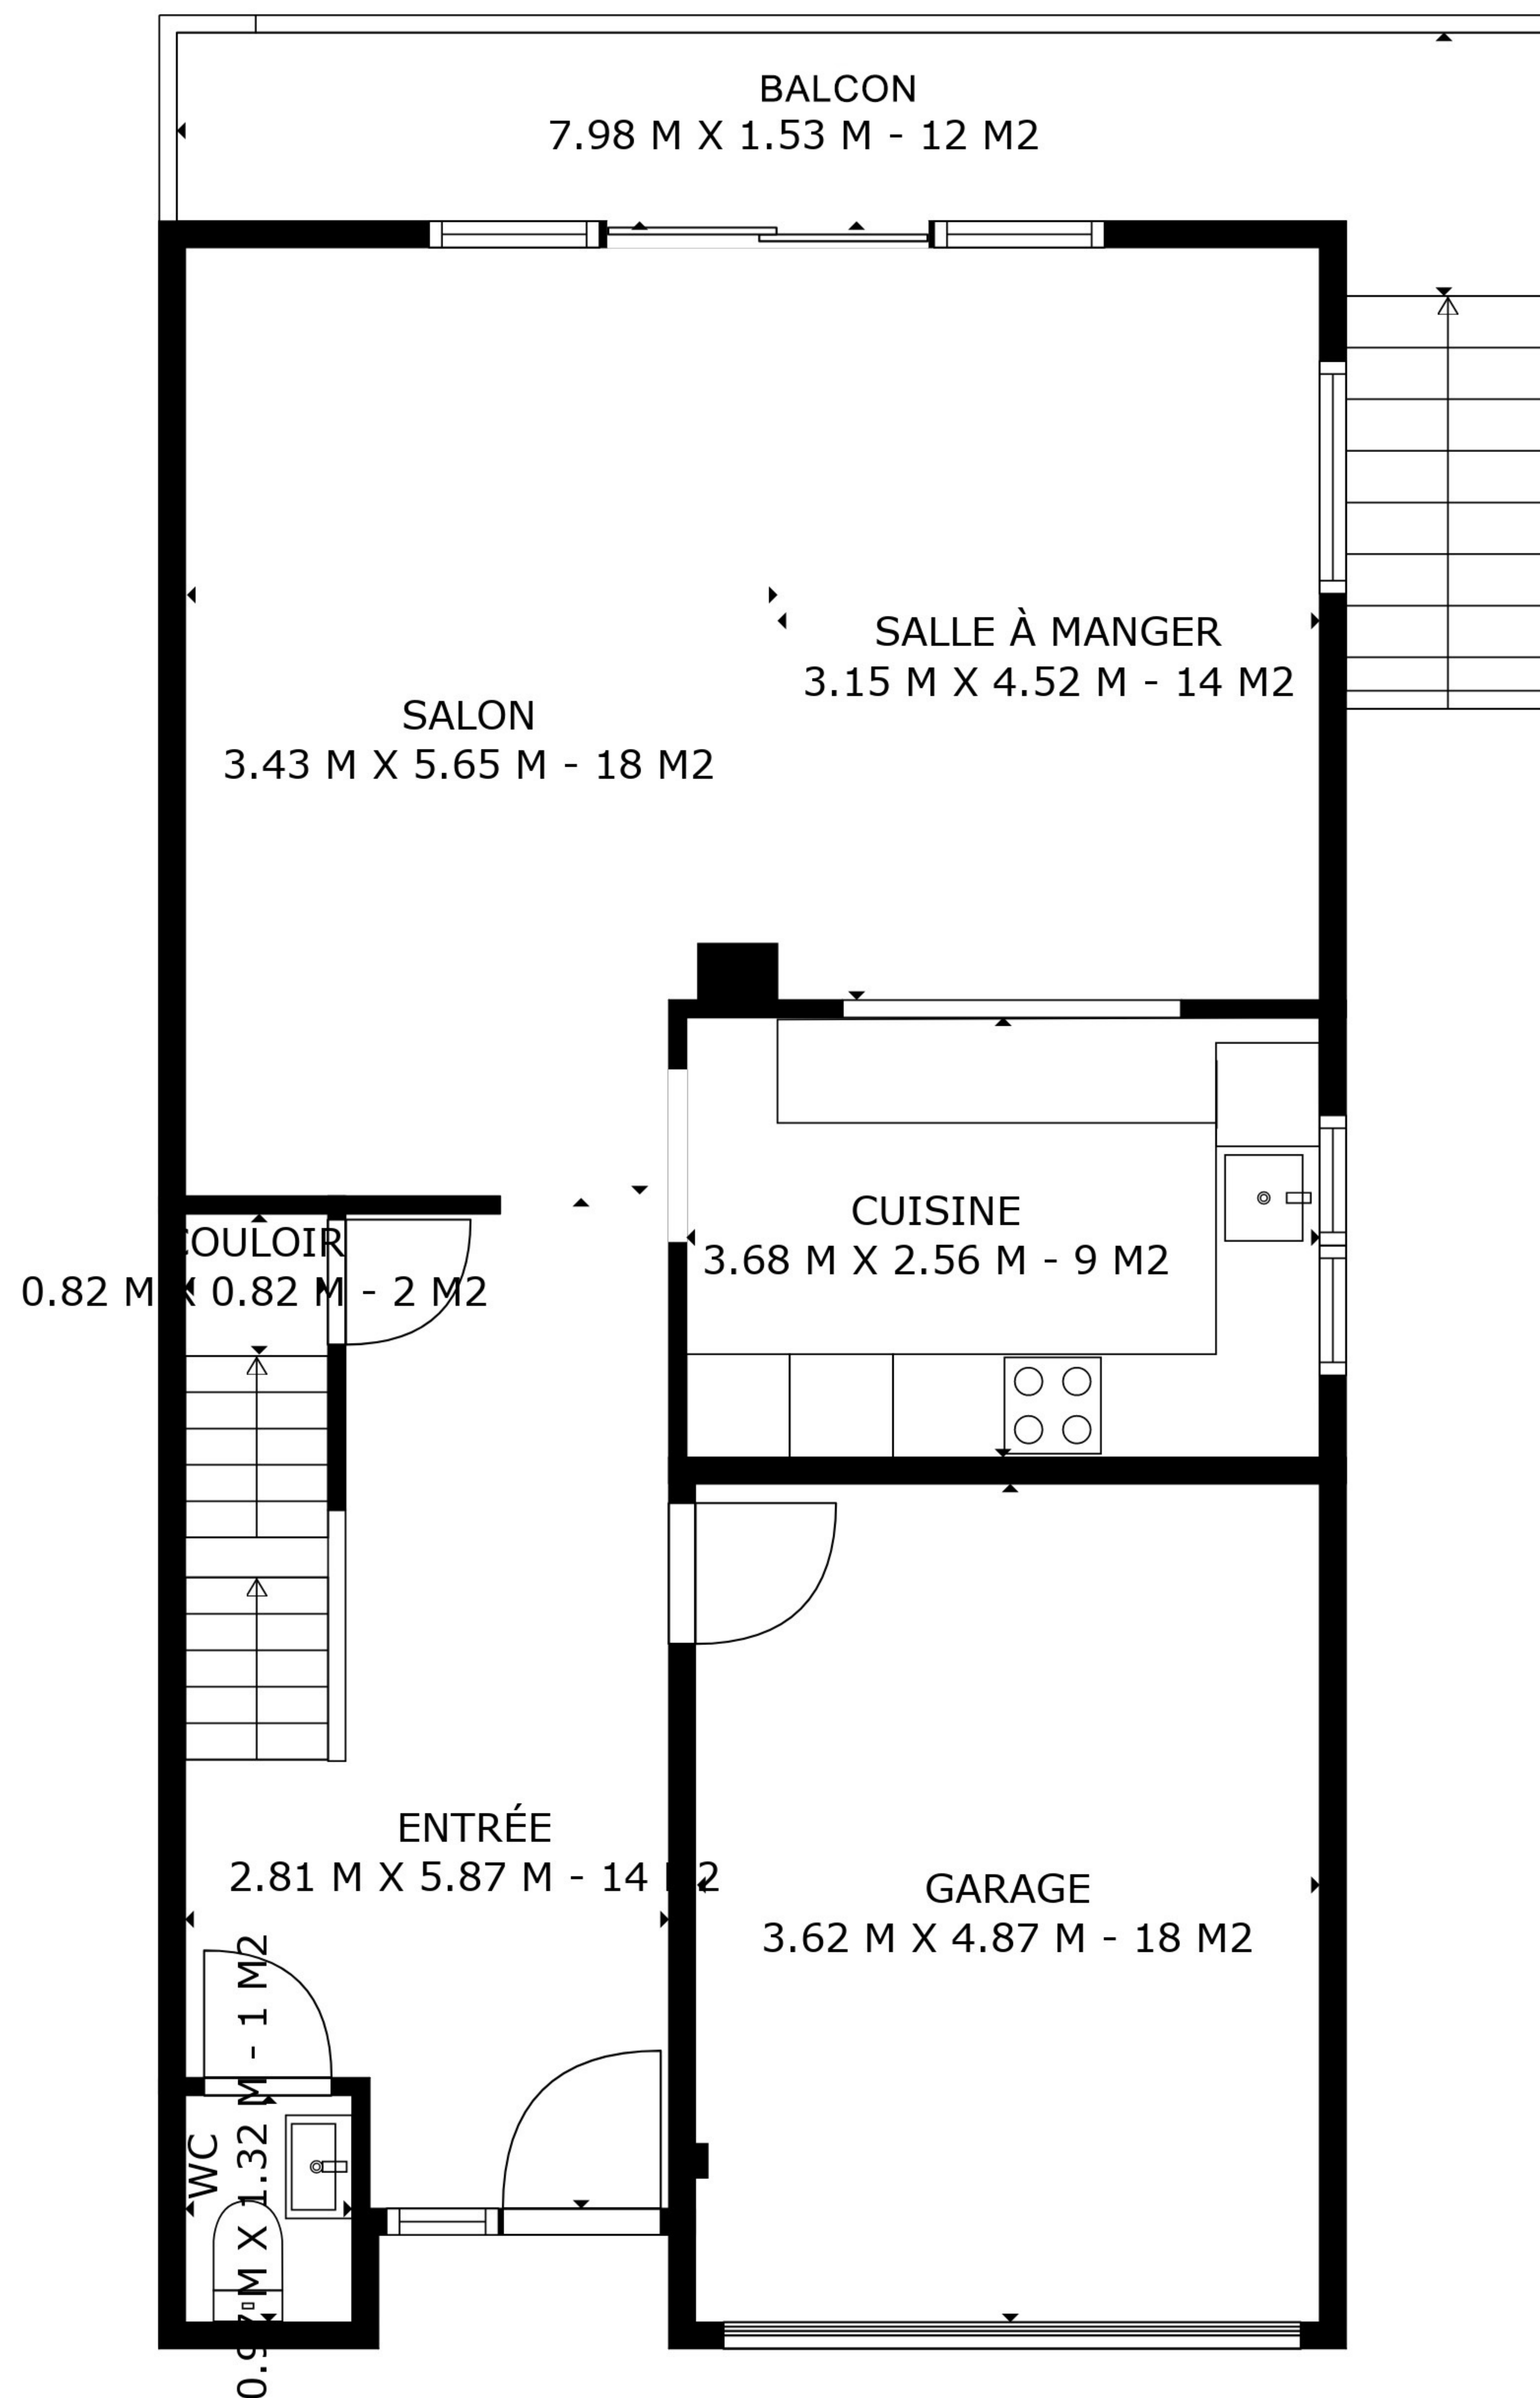 BALCON
7.98 M X 1.53 M - 12 M2
SALLE À MANGER
3.15 M X 4.52 M - 14 M2
SALON
3.43 M X 5.65 M - 18 M2
CUISINE
3.68 M X 2.56 M - 9 M2
COULOIR
0.82 M X 0.82 M - 2 M2
ENTRÉE
2.81 M X 5.87 M - 14 M2
GARAGE
3.62 M X 4.87 M - 18 M2
WC
M X 1.32 M - 1 M2